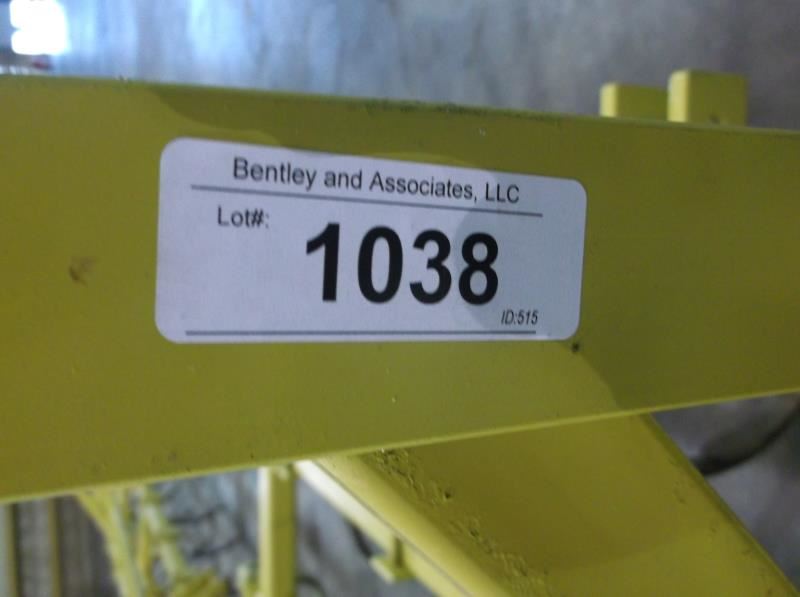 Bentley and Associates, LLC
Lot#:
1038
ID:515